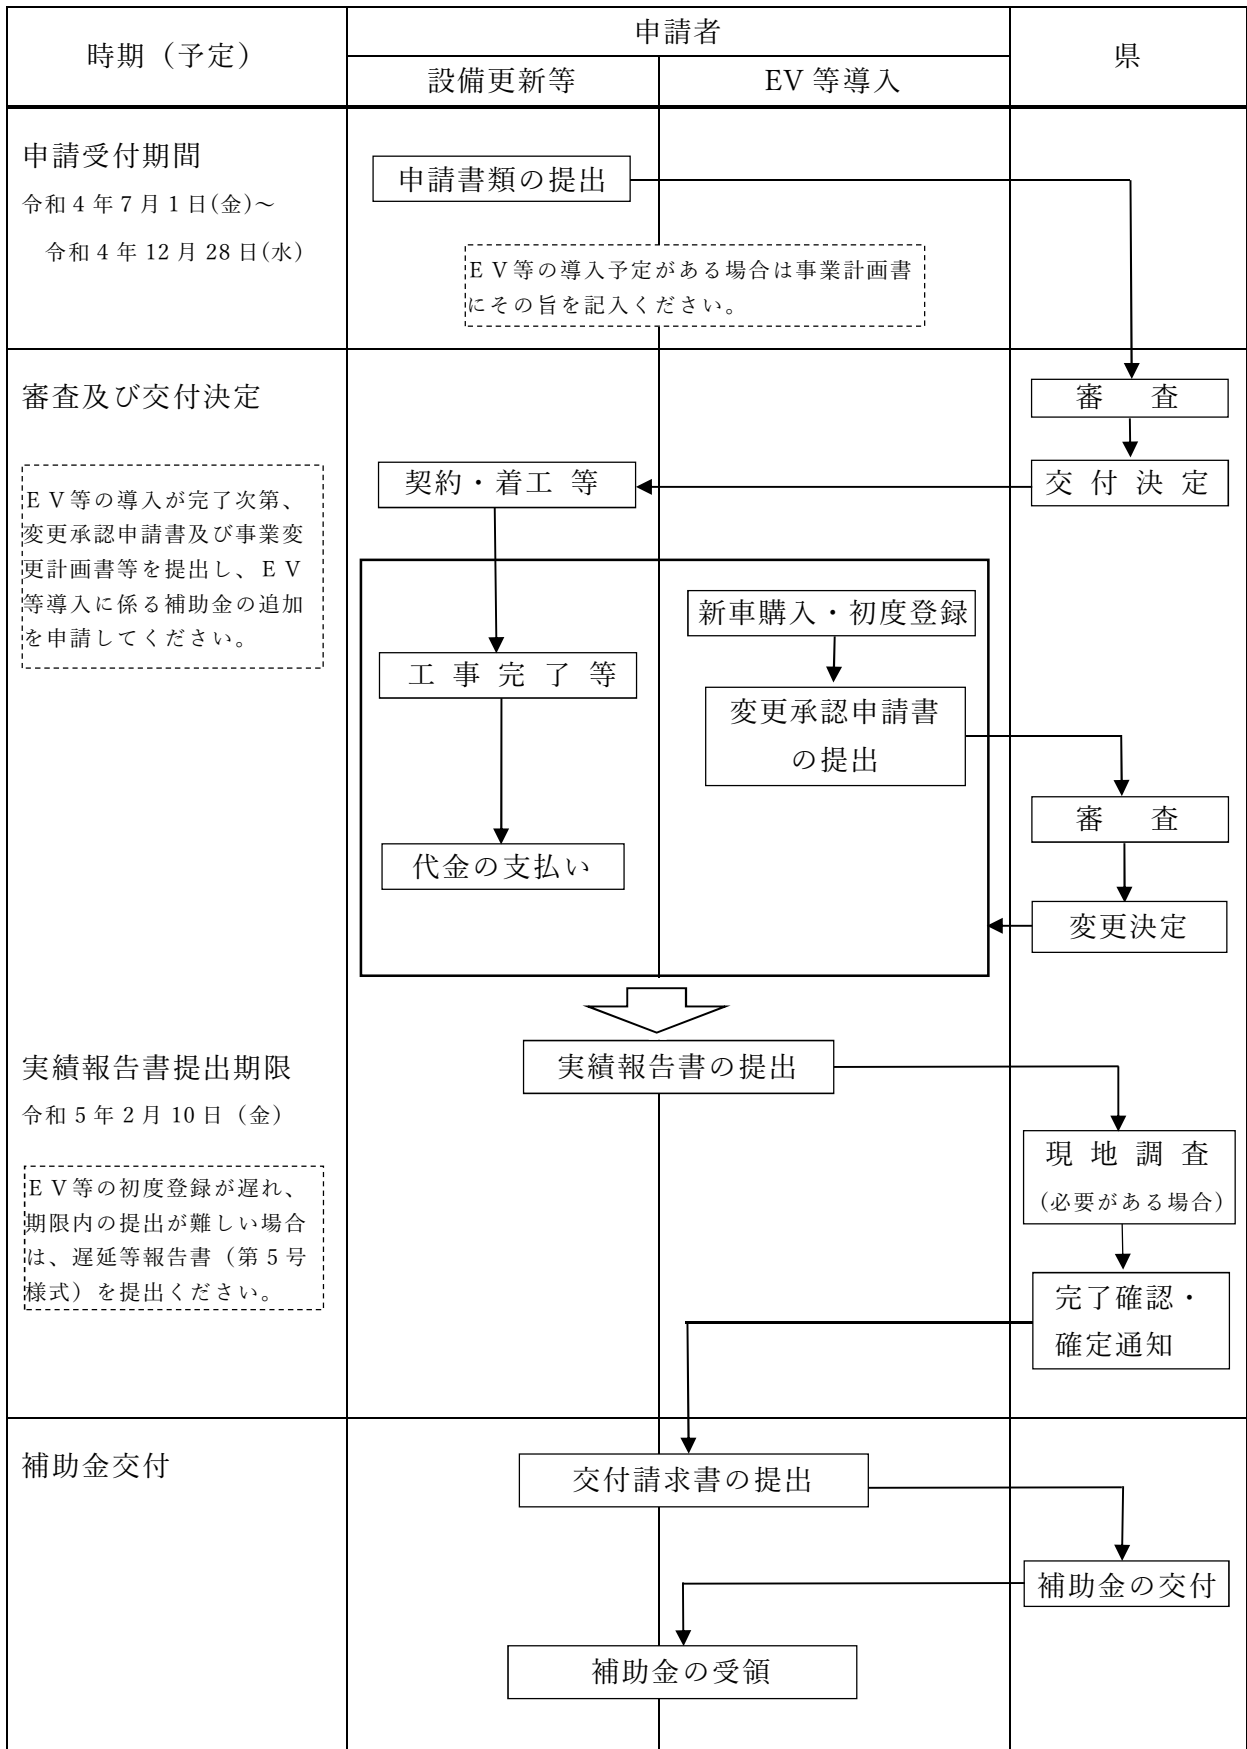 時期（予定）
申請者
県
設備更新等
EV 等導入
申請受付期間
令和 4 年 7 月 1 日(金)～
令和 4 年 12 月 28 日(水)
申請書類の提出
ＥＶ等の導入予定がある場合は事業計画書
にその旨を記入ください。
審査及び交付決定
審　査
交 付 決 定
契約・着工 等
ＥＶ等の導入が完了次第、
変更承認申請書及び事業変
更計画書等を提出し、ＥＶ
等導入に係る補助金の追加
を申請してください。
新車購入・初度登録
工 事 完 了 等
変更承認申請書
の提出
審　査
代金の支払い
変更決定
実績報告書提出期限
令和 5 年 2 月 10 日（金）
実績報告書の提出
現 地 調 査
(必要がある場合)
ＥＶ等の初度登録が遅れ、
期限内の提出が難しい場合
は、遅延等報告書（第 5 号
様式）を提出ください。
完了確認・
確定通知
補助金交付
交付請求書の提出
補助金の交付
補助金の受領